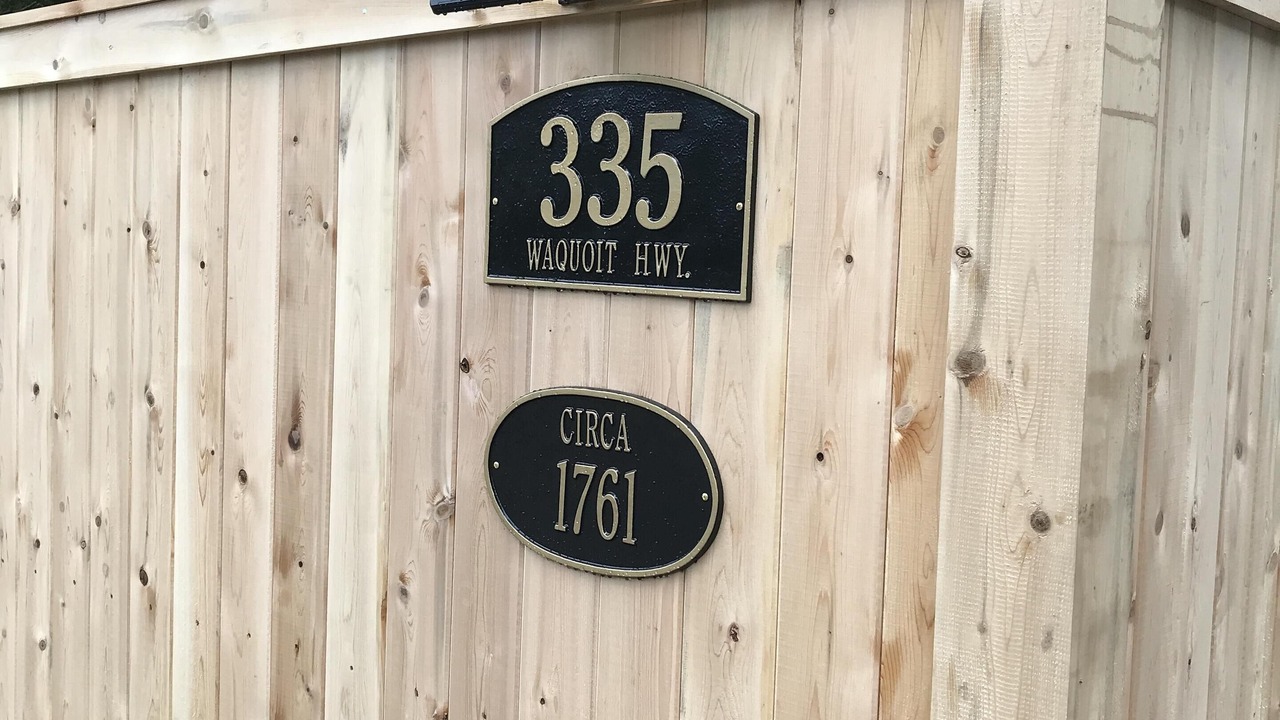 335
WAQUOIT HWY.
CIRCA
1761